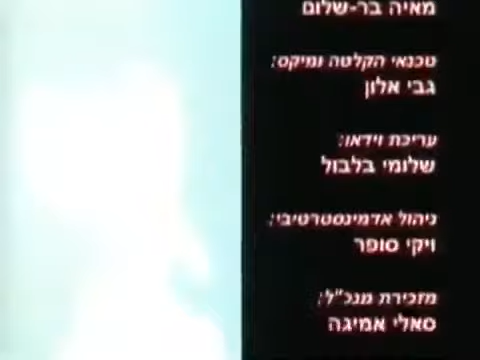 מאיה בר-שלום
טכנאי הקלטה ומיקס:
גבי אלון
עריכת וידאו:
שלומי בלבול
ניהול אדמינסטרטיבי:
ויקי סופר
מזכירת מנכ"ל:
סאלי אמיגה